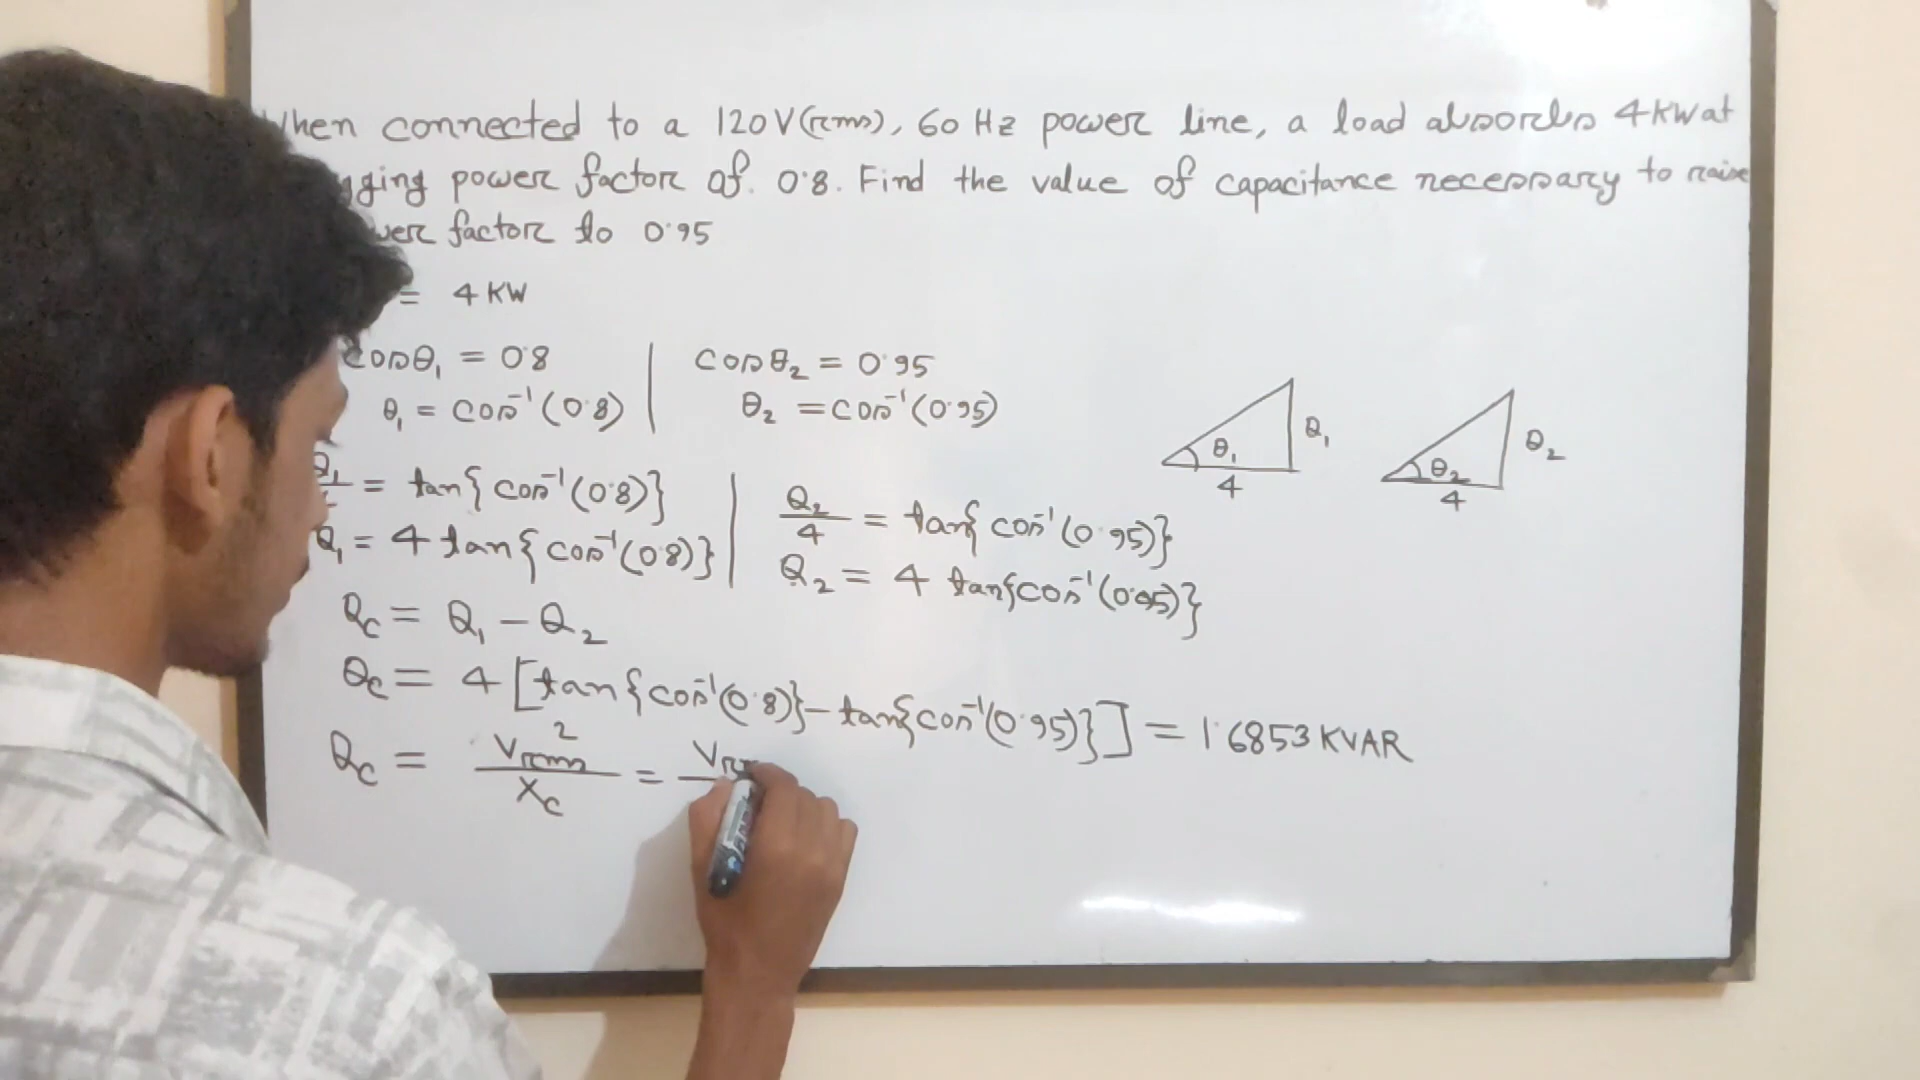 When connected to a 120V(rms), 60 Hz power line, a load absorbs 4KW at
gging power factor of. 0.8. Find the value of capacitance necessary to raise
wer factor to 0.95
= 4 KW
cosθ₁ = 0.8 | cosθ₂ = 0.95
θ₁ = cos⁻¹(0.8) | θ₂ = cos⁻¹(0.95)
= tan{cos⁻¹(0.8)} | Q₂/4 = tan{cos⁻¹(0.95)}
Q₁ = 4 tan{cos⁻¹(0.8)} | Q₂ = 4 tan{cos⁻¹(0.95)}
θ₁ Q₁ 4
θ₂ Q₂ 4
Qc = Q₁ - Q₂
Qc = 4 [tan{cos⁻¹(0.8)} - tan{cos⁻¹(0.95)}] = 1.6853 KVAR
Qc = Vrms²/Xc = Vr